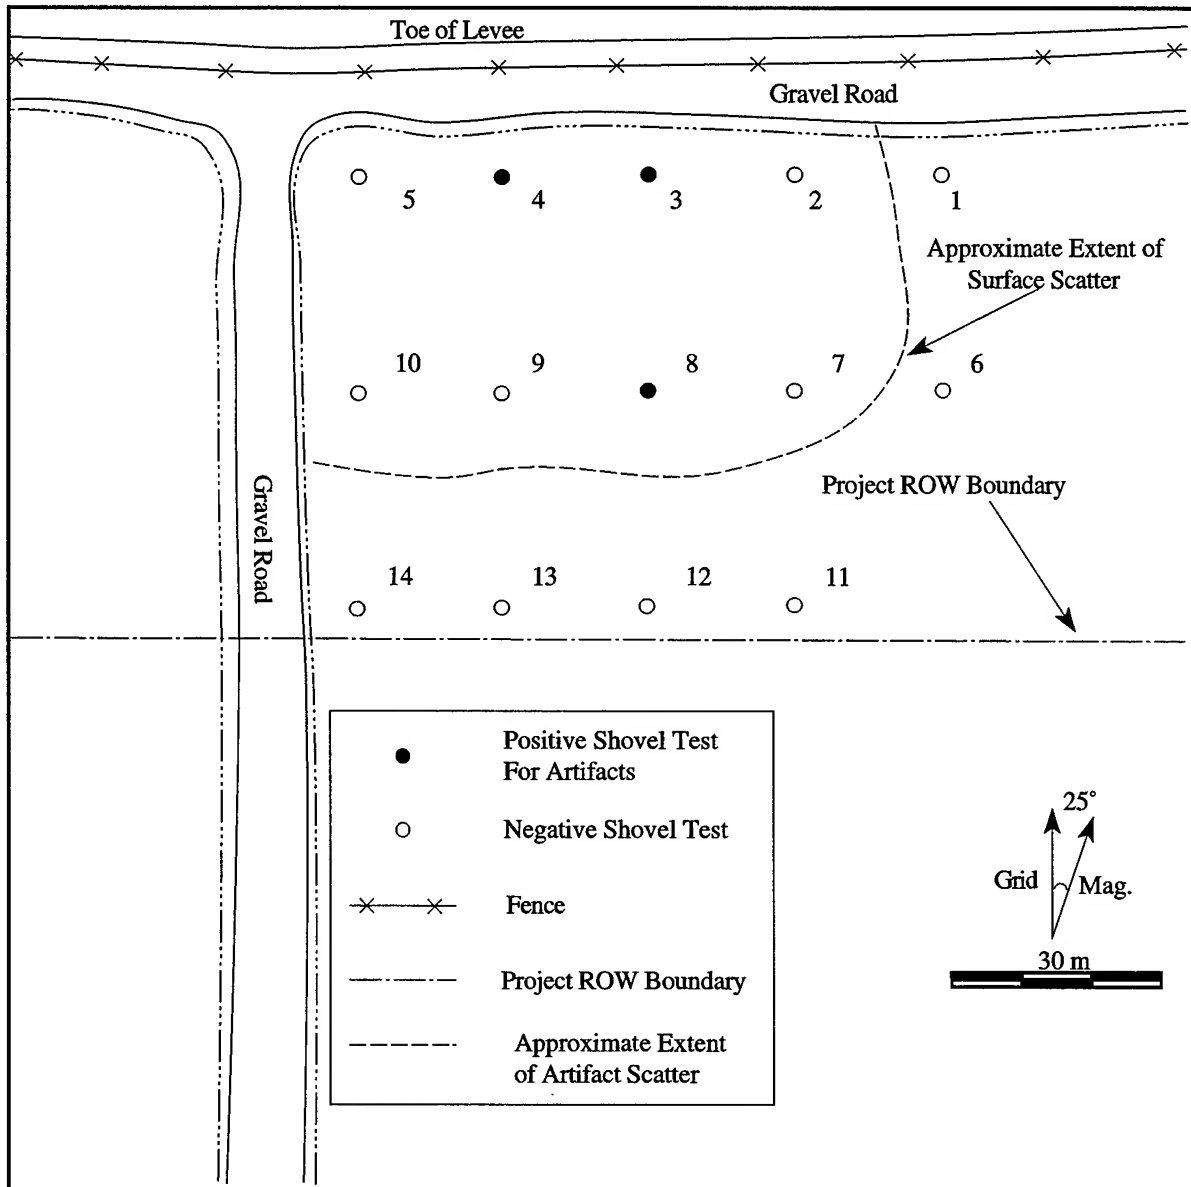 Toe of Levee
Gravel Road
5
4
3
2
1
Approximate Extent of
Surface Scatter
10
9
8
7
6
Gravel Road
Project ROW Boundary
14
13
12
11
Positive Shovel Test
For Artifacts
Negative Shovel Test
Fence
Project ROW Boundary
Approximate Extent
of Artifact Scatter
25°
Grid
Mag.
30 m